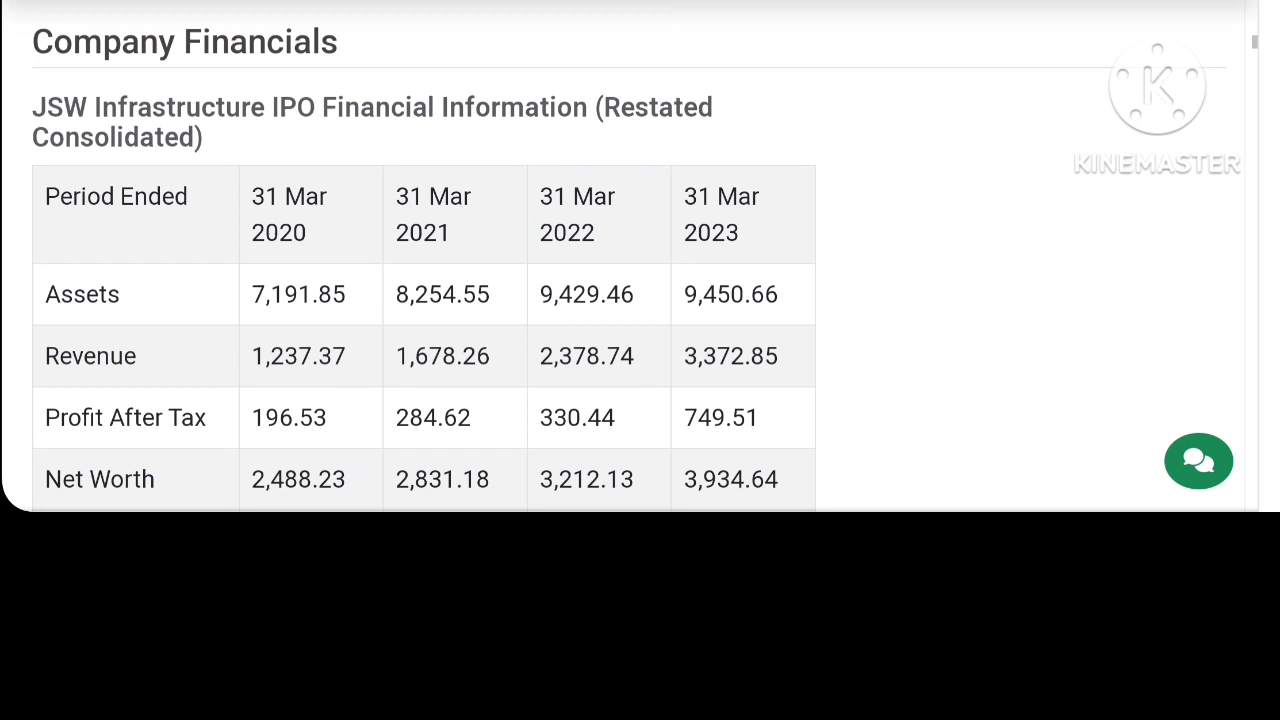 Company Financials
JSW Infrastructure IPO Financial Information (Restated
Consolidated)
Period Ended 31 Mar 2020 31 Mar 2021 31 Mar 2022 31 Mar 2023
Assets 7,191.85 8,254.55 9,429.46 9,450.66
Revenue 1,237.37 1,678.26 2,378.74 3,372.85
Profit After Tax 196.53 284.62 330.44 749.51
Net Worth 2,488.23 2,831.18 3,212.13 3,934.64
K
KINEMASTER